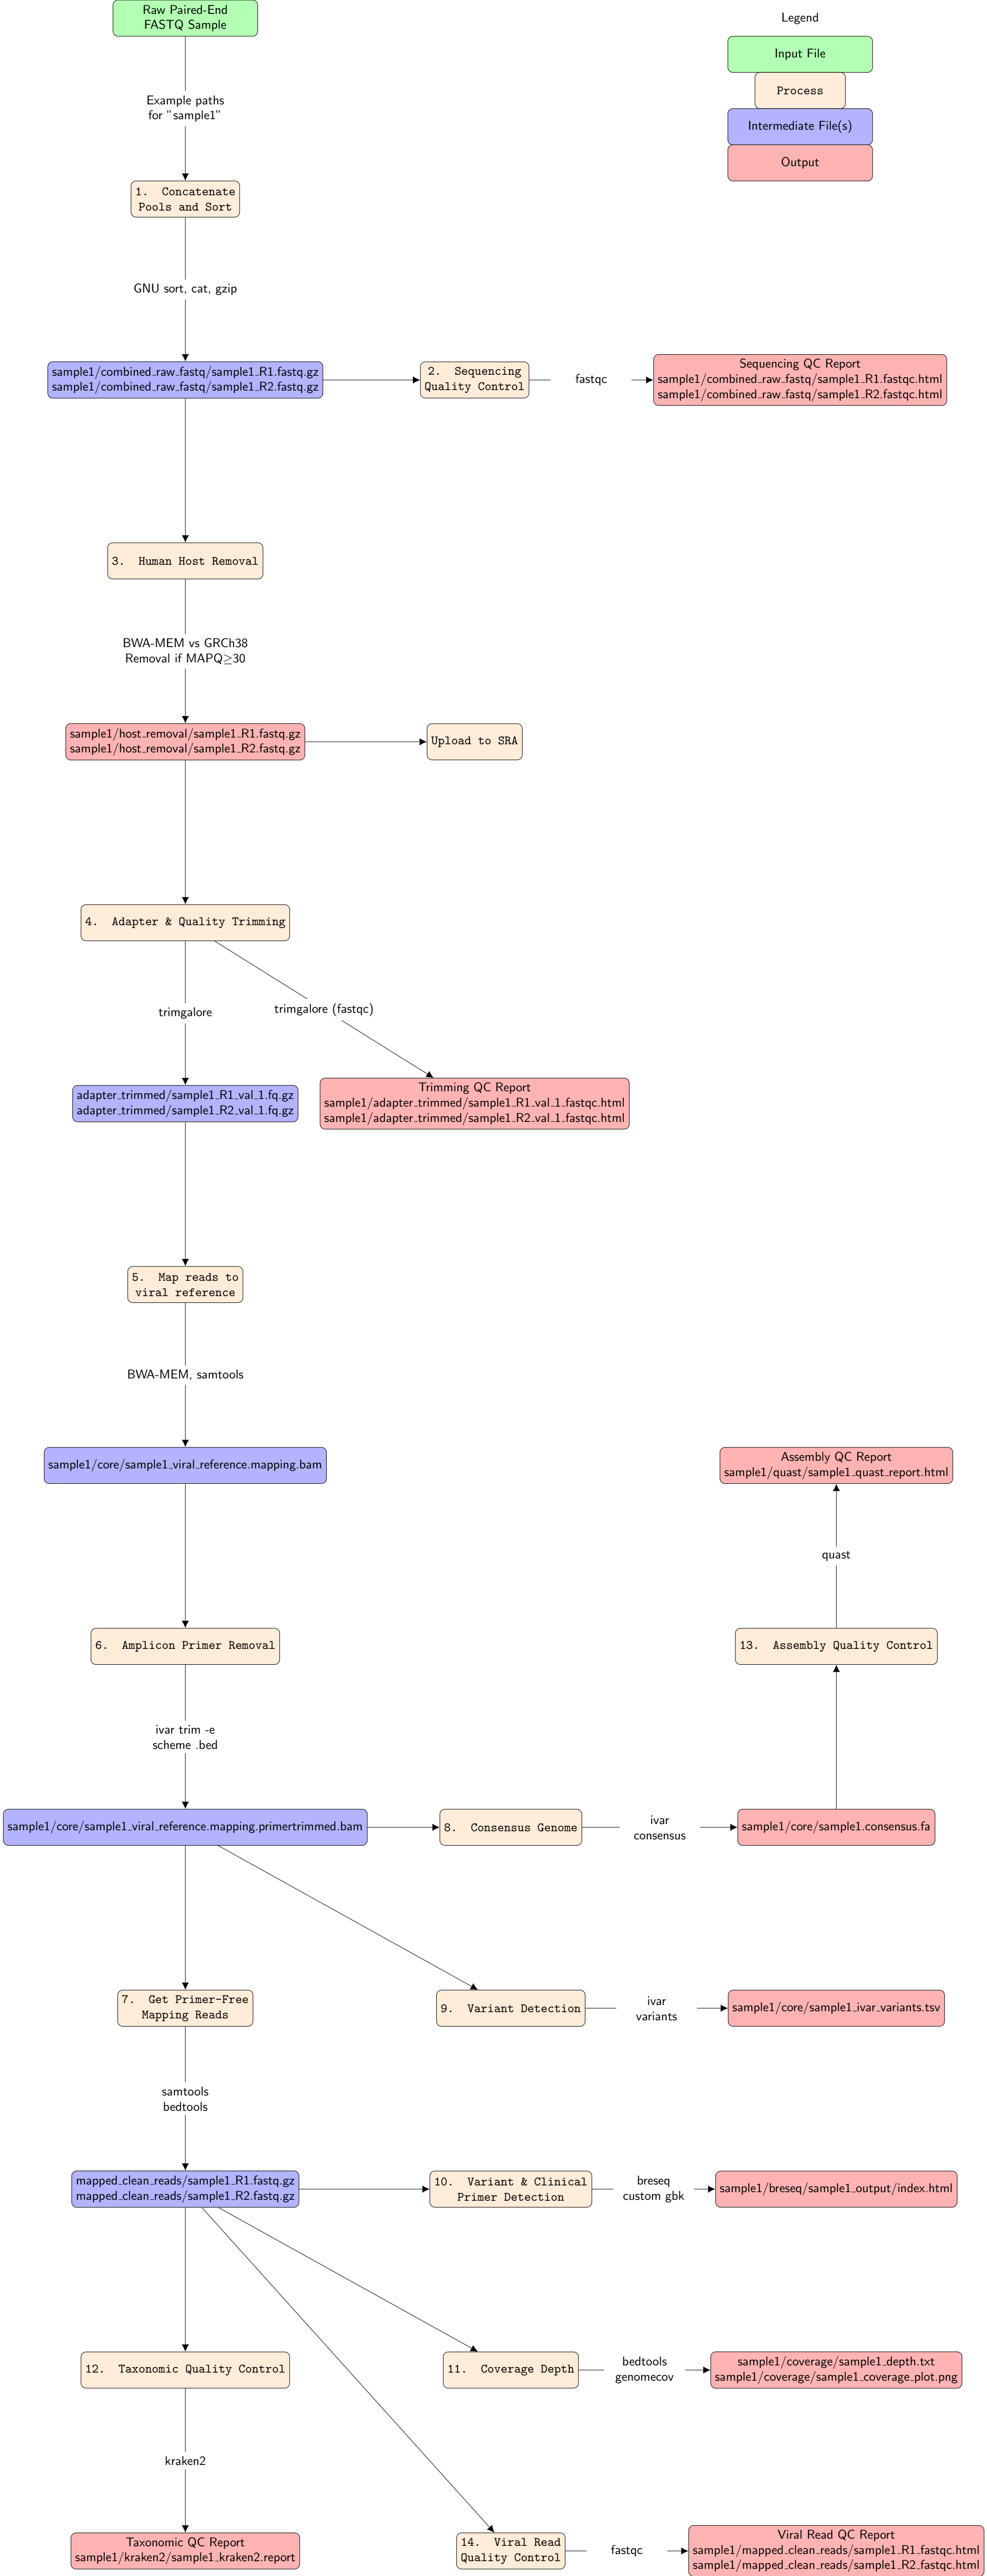 Raw Paired-End
FASTQ Sample
Legend
Input File
Process
Intermediate File(s)
Output
Example paths
for "sample1"
1. Concatenate
Pools and Sort
GNU sort, cat, gzip
sample1/combined_raw_fastq/sample1_R1.fastq.gz
sample1/combined_raw_fastq/sample1_R2.fastq.gz
2. Sequencing
Quality Control
fastqc
Sequencing QC Report
sample1/combined_raw_fastq/sample1_R1.fastqc.html
sample1/combined_raw_fastq/sample1_R2.fastqc.html
3. Human Host Removal
BWA-MEM vs GRCh38
Removal if MAPQ≥30
sample1/host_removal/sample1_R1.fastq.gz
sample1/host_removal/sample1_R2.fastq.gz
Upload to SRA
4. Adapter & Quality Trimming
trimgalore
trimgalore (fastqc)
adapter_trimmed/sample1_R1_val_1.fq.gz
adapter_trimmed/sample1_R2_val_1.fq.gz
Trimming QC Report
sample1/adapter_trimmed/sample1_R1_val_1_fastqc.html
sample1/adapter_trimmed/sample1_R2_val_1_fastqc.html
5. Map reads to
viral reference
BWA-MEM, samtools
sample1/core/sample1_viral_reference.mapping.bam
Assembly QC Report
sample1/quast/sample1_quast_report.html
quast
6. Amplicon Primer Removal
13. Assembly Quality Control
ivar trim -e
scheme .bed
sample1/core/sample1_viral_reference.mapping.primertrimmed.bam
8. Consensus Genome
ivar
consensus
sample1/core/sample1.consensus.fa
7. Get Primer-Free
Mapping Reads
9. Variant Detection
ivar
variants
sample1/core/sample1_ivar_variants.tsv
samtools
bedtools
mapped_clean_reads/sample1_R1.fastq.gz
mapped_clean_reads/sample1_R2.fastq.gz
10. Variant & Clinical
Primer Detection
breseq
custom gbk
sample1/breseq/sample1_output/index.html
12. Taxonomic Quality Control
11. Coverage Depth
bedtools
genomecov
sample1/coverage/sample1_depth.txt
sample1/coverage/sample1_coverage_plot.png
kraken2
Taxonomic QC Report
sample1/kraken2/sample1_kraken2.report
14. Viral Read
Quality Control
fastqc
Viral Read QC Report
sample1/mapped_clean_reads/sample1_R1_fastqc.html
sample1/mapped_clean_reads/sample1_R2_fastqc.html